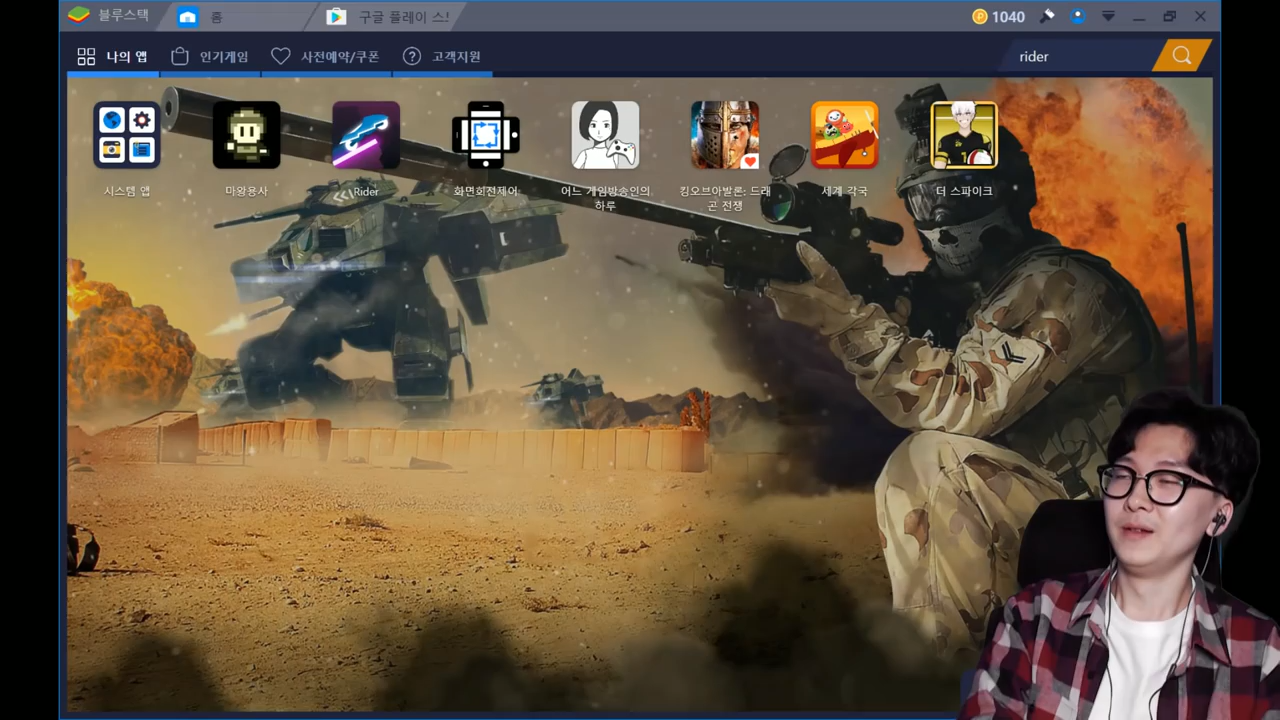 블루스택
홈
구글 플레이 스!
1040
나의 앱
인기게임
사전예약/쿠폰
고객지원
rider
시스템 앱
마왕용사
Rider
화면회전제어
어느 게임방송인의
하루
킹오브아발론: 드래
곤 전쟁
세계 각국
더 스파이크